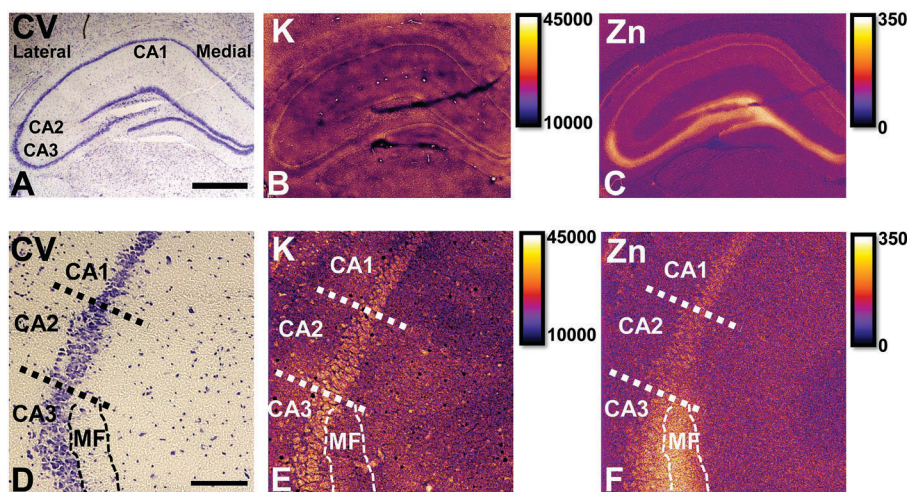 CV
Lateral
CA1
Medial
CA2
CA3
A
K
B
45000
10000
Zn
C
350
0
CV
CA1
CA2
CA3
MF
D
K
CA1
CA2
CA3
MF
E
45000
10000
Zn
CA1
CA2
CA3
MF
F
350
0